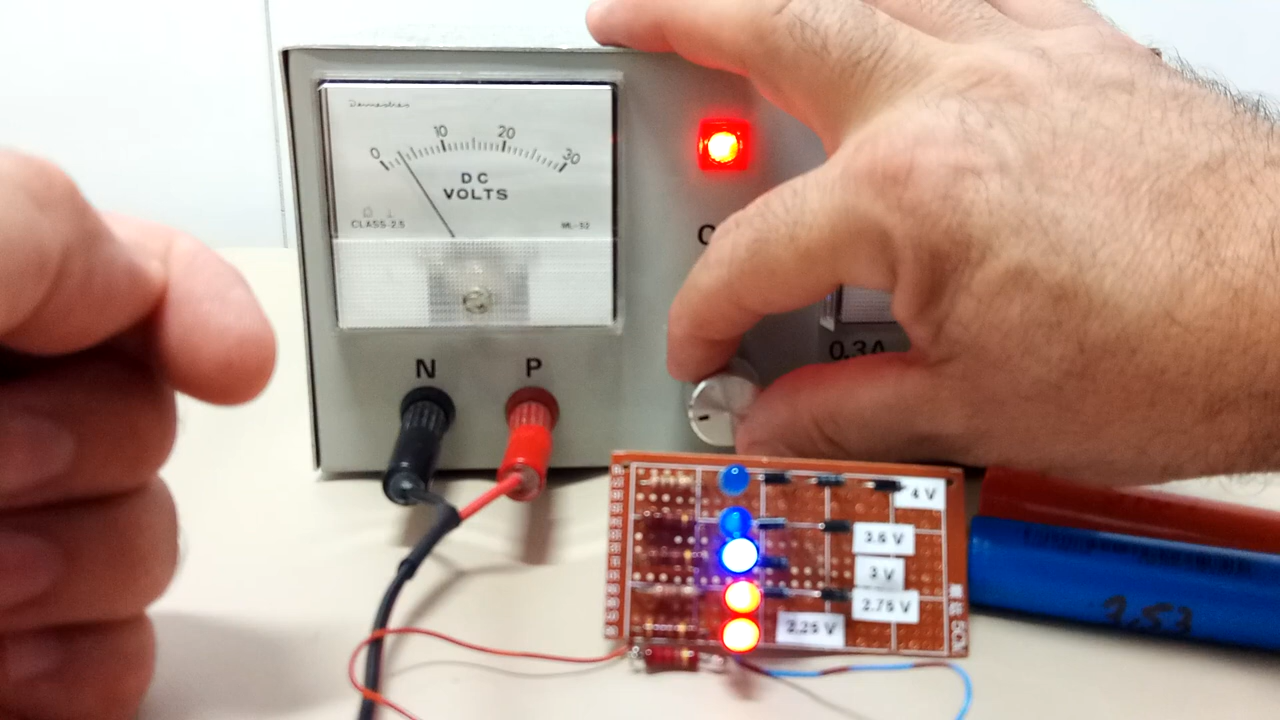 0 10 20 30
DC
VOLTS
CLASS-2.5
ML-52
N P
0.3A
4 V
3.6 V
3 V
2.75 V
2.25 V